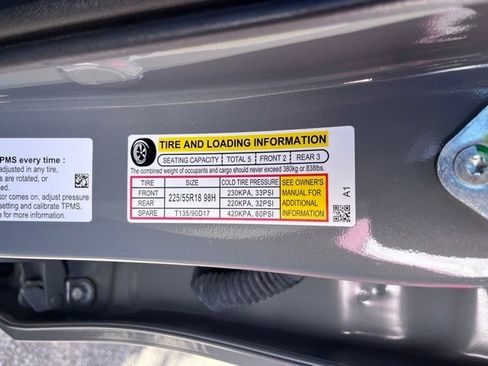 TPMS every time :
adjusted in any tire
es are rotated, or
ced.
tor comes on, adjust pressure
setting and calibrate TPMS.
e for more information.
TIRE AND LOADING INFORMATION
SEATING CAPACITY TOTAL 5 FRONT 2 REAR 3
The combined weight of occupants and cargo should never exceed 380kg or 838lbs.
TIRE SIZE COLD TIRE PRESSURE SEE OWNER'S
FRONT 225/55R18 98H 230KPA, 33PSI MANUAL FOR
REAR 220KPA, 32PSI ADDITIONAL
SPARE T135/90D17 420KPA, 60PSI INFORMATION
A1